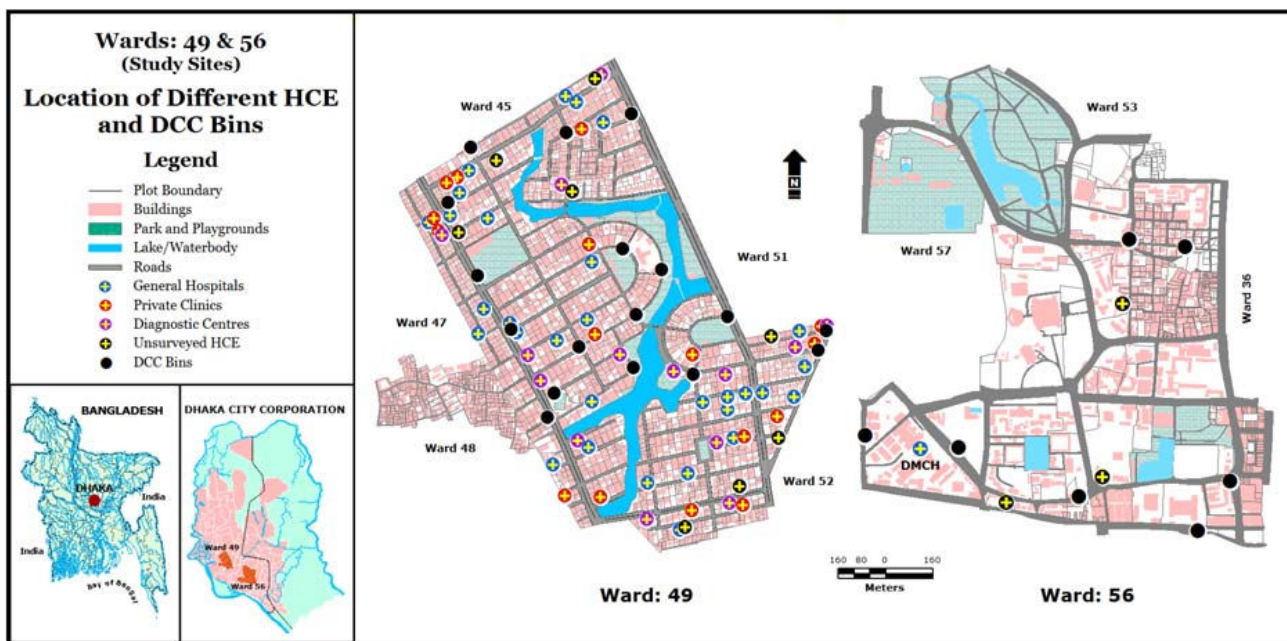 Wards: 49 & 56
(Study Sites)
Location of Different HCE
and DCC Bins
Legend
Plot Boundary
Buildings
Park and Playgrounds
Lake/Waterbody
Roads
General Hospitals
Private Clinics
Diagnostic Centres
Unsurveyed HCE
DCC Bins
BANGLADESH
DHAKA
India
India
Bay of Bengal
DHAKA CITY CORPORATION
Ward 49
Ward 56
Ward 45
N
Ward 51
Ward 47
Ward 48
Ward 52
Ward: 49
160 80 0 160
Meters
Ward 53
Ward 57
Ward 36
DMCH
Ward: 56